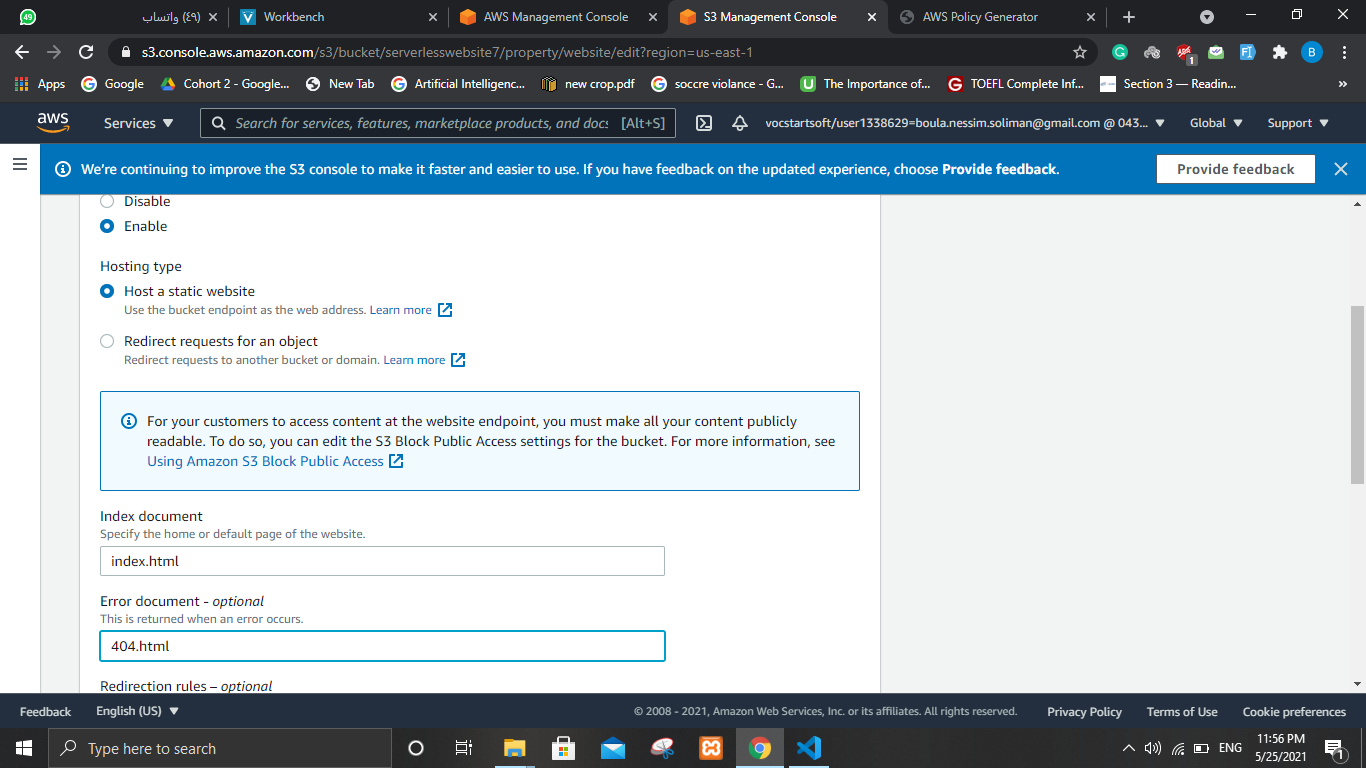 (٤٩) واتساب
Workbench
AWS Management Console
S3 Management Console
AWS Policy Generator
s3.console.aws.amazon.com/s3/bucket/serverlesswebsite7/property/website/edit?region=us-east-1
Apps
Google
Cohort 2 - Google...
New Tab
Artificial Intelligenc...
new crop.pdf
soccre violance - G...
The Importance of...
TOEFL Complete Inf...
Section 3 — Readin...
aws
Services
Search for services, features, marketplace products, and docs
[Alt+S]
vocstartsoft/user1338629=boula.nessim.soliman@gmail.com @ 043...
Global
Support
We're continuing to improve the S3 console to make it faster and easier to use. If you have feedback on the updated experience, choose Provide feedback.
Provide feedback
Disable
Enable
Hosting type
Host a static website
Use the bucket endpoint as the web address. Learn more
Redirect requests for an object
Redirect requests to another bucket or domain. Learn more
For your customers to access content at the website endpoint, you must make all your content publicly
readable. To do so, you can edit the S3 Block Public Access settings for the bucket. For more information, see
Using Amazon S3 Block Public Access
Index document
Specify the home or default page of the website.
index.html
Error document - optional
This is returned when an error occurs.
404.html
Redirection rules – optional
Feedback
English (US)
© 2008 - 2021, Amazon Web Services, Inc. or its affiliates. All rights reserved.
Privacy Policy
Terms of Use
Cookie preferences
Type here to search
ENG
11:56 PM
5/25/2021